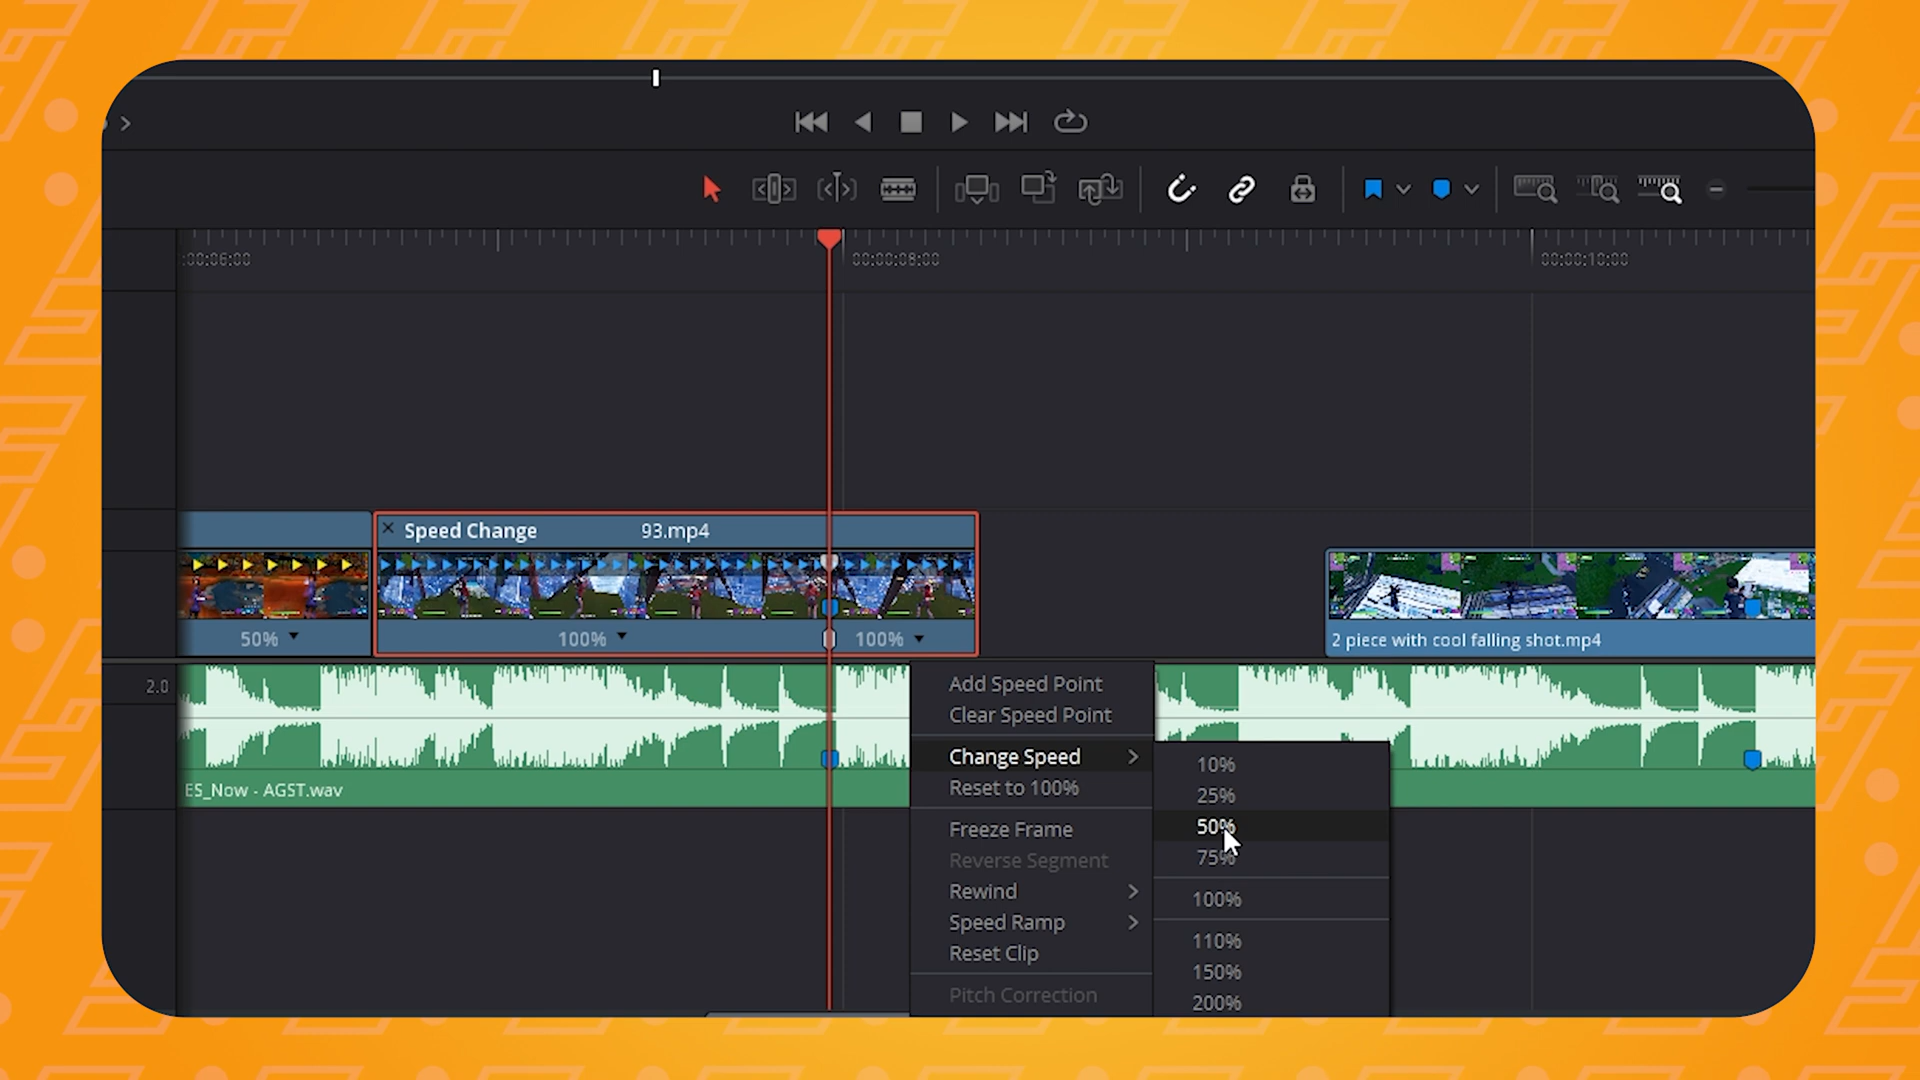 :00:06:00
00:00:08:00
00:00:10:00
Speed Change 93.mp4
50%
100%
100%
2 piece with cool falling shot.mp4
2.0
ES_Now - AGST.wav
Add Speed Point
Clear Speed Point
Change Speed
Reset to 100%
Freeze Frame
Reverse Segment
Rewind
Speed Ramp
Reset Clip
Pitch Correction
10%
25%
50%
75%
100%
110%
150%
200%